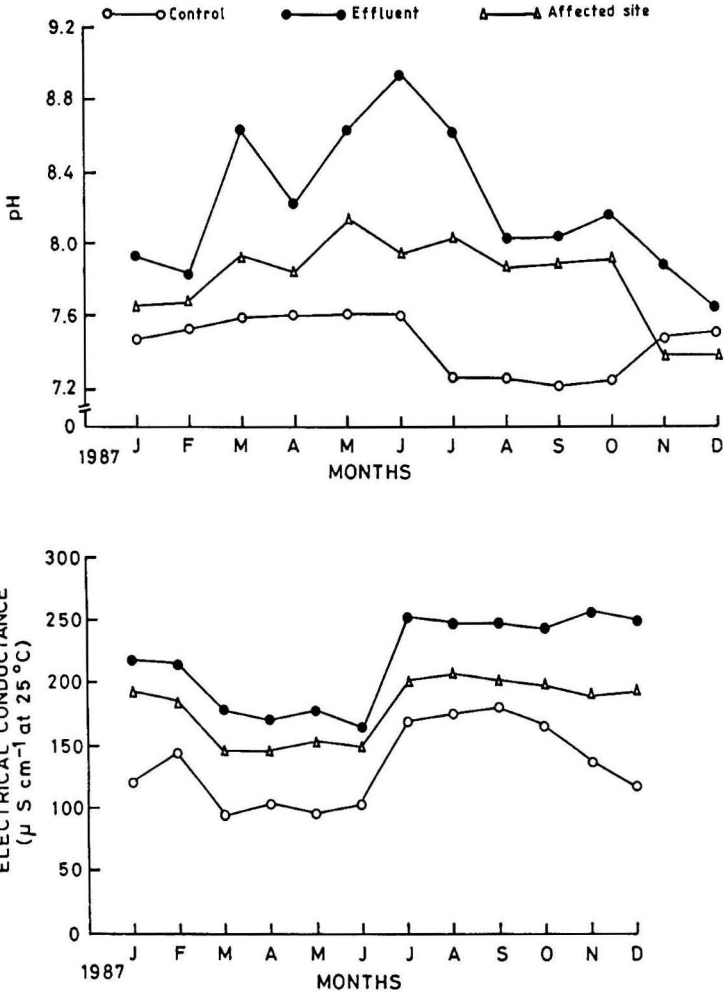 Control Effluent Affected site
9.2
8.8
8.4
8.0
7.6
7.2
0
pH
1987 J F M A M J J A S O N D
MONTHS
300
250
200
150
100
50
0
ELECTRICAL CONDUCTANCE
(µ S cm⁻¹ at 25 °C)
1987 J F M A M J J A S O N D
MONTHS